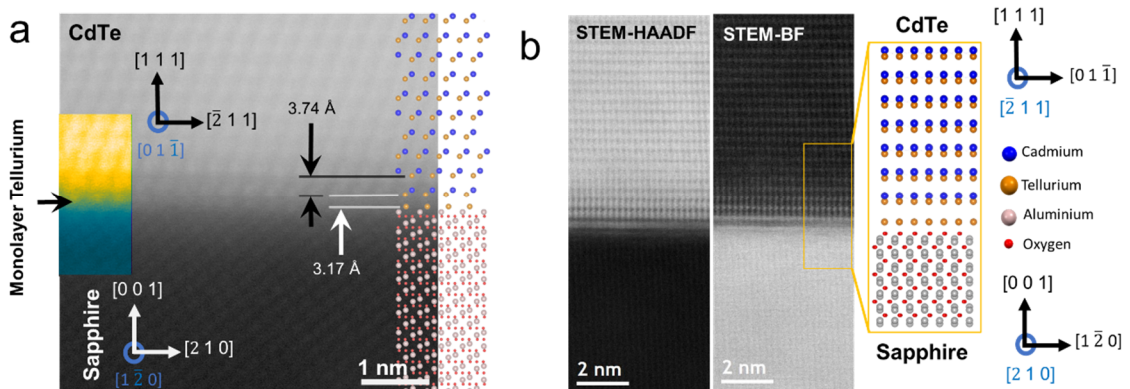 a
CdTe
[1 1 1]
[2̅ 1 1]
[0 1 1̅]
3.74 Å
3.17 Å
Monolayer Tellurium
Sapphire
[0 0 1]
[2 1 0]
[1 2̅ 0]
1 nm
b
STEM-HAADF
STEM-BF
2 nm
2 nm
CdTe
Sapphire
[1 1 1]
[0 1 1̅]
[2̅ 1 1]
Cadmium
Tellurium
Aluminium
Oxygen
[0 0 1]
[1 2̅ 0]
[2 1 0]